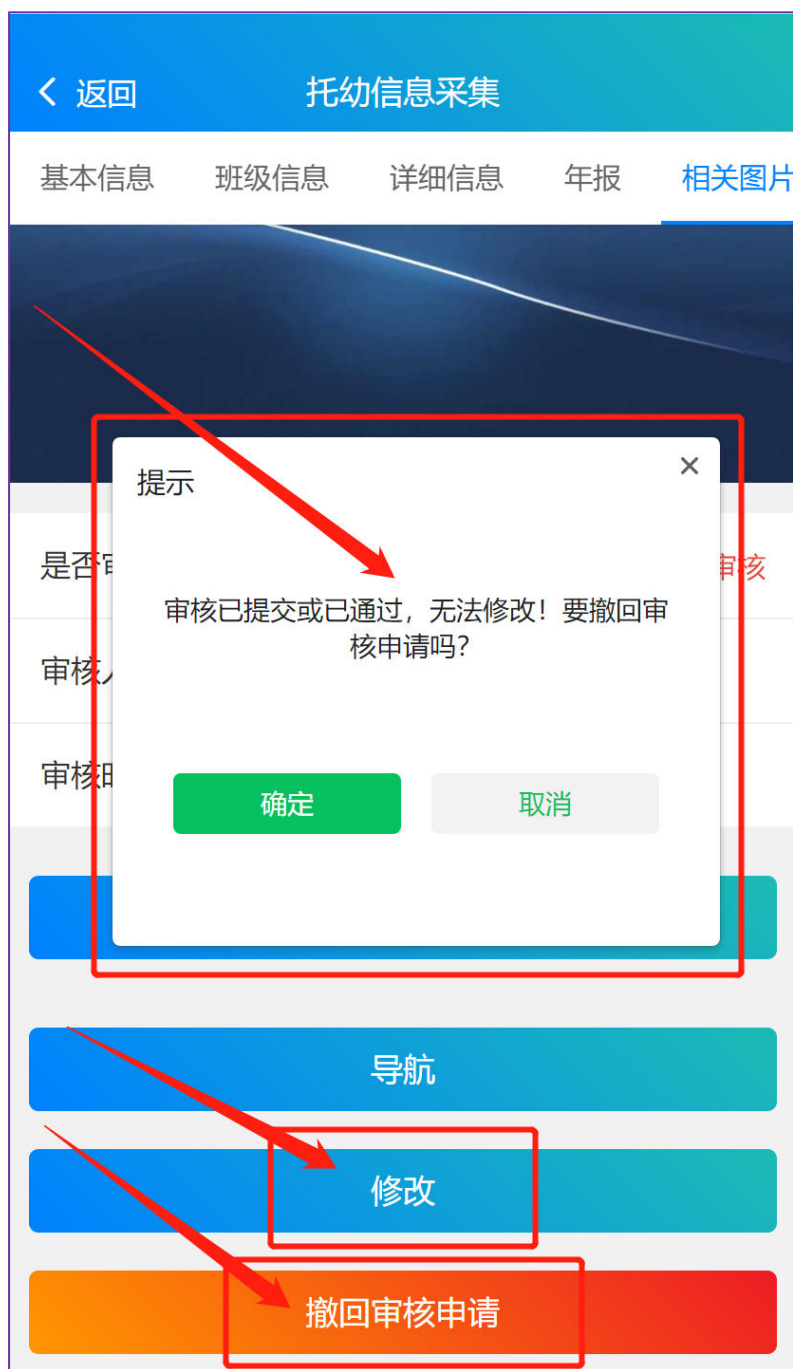 返回
托幼信息采集
基本信息 班级信息 详细信息 年报 相关图片
提示
审核已提交或已通过，无法修改！要撤回审
核申请吗？
确定 取消
是否
审核
审核
审核
导航
修改
撤回审核申请